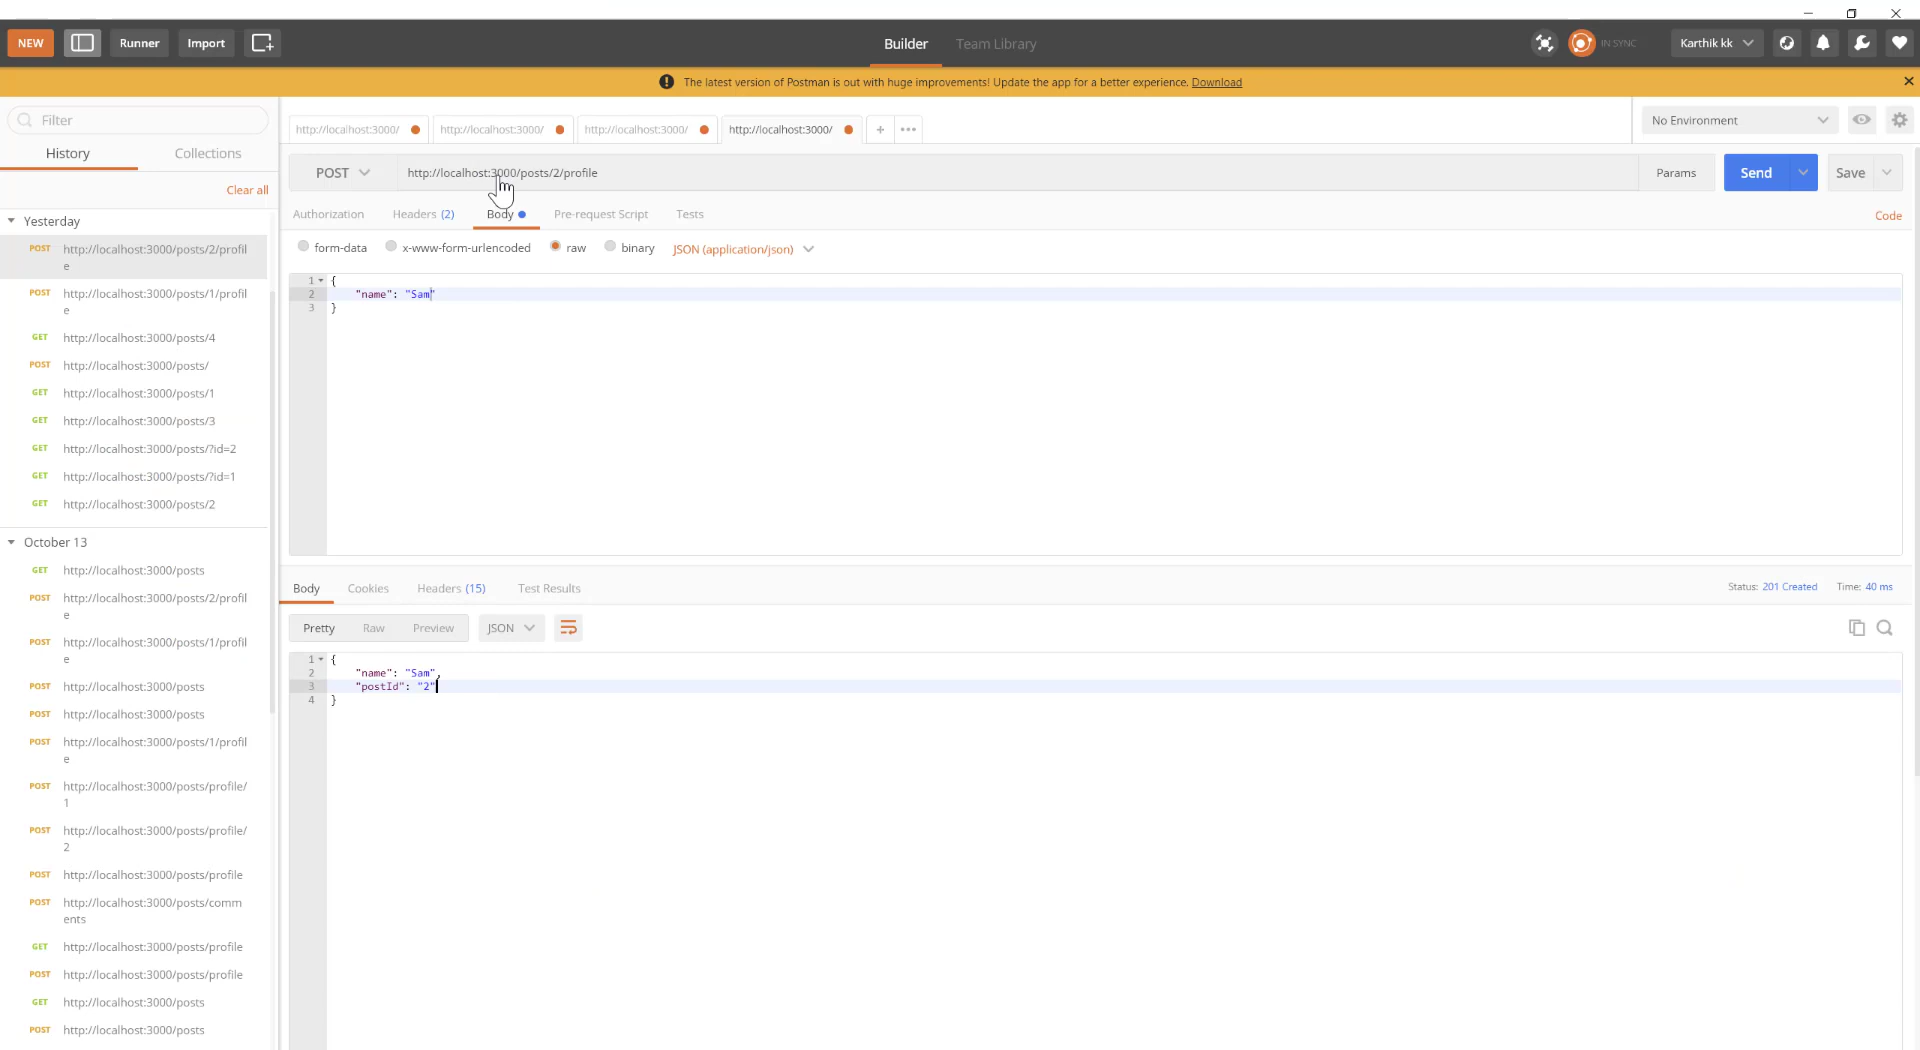 NEW
Runner
Import
Builder
Team Library
IN SYNC
Karthik kk
The latest version of Postman is out with huge improvements! Update the app for a better experience. Download
Filter
History
Collections
Clear all
Yesterday
POST http://localhost:3000/posts/2/profil
e
POST http://localhost:3000/posts/1/profil
e
GET http://localhost:3000/posts/4
POST http://localhost:3000/posts/
GET http://localhost:3000/posts/1
GET http://localhost:3000/posts/3
GET http://localhost:3000/posts/?id=2
GET http://localhost:3000/posts/?id=1
GET http://localhost:3000/posts/2
October 13
GET http://localhost:3000/posts
POST http://localhost:3000/posts/2/profil
e
POST http://localhost:3000/posts/1/profil
e
POST http://localhost:3000/posts
POST http://localhost:3000/posts
POST http://localhost:3000/posts/1/profil
e
POST http://localhost:3000/posts/profile/
1
POST http://localhost:3000/posts/profile/
2
POST http://localhost:3000/posts/profile
POST http://localhost:3000/posts/comm
ents
GET http://localhost:3000/posts/profile
POST http://localhost:3000/posts/profile
GET http://localhost:3000/posts
POST http://localhost:3000/posts
http://localhost:3000/
http://localhost:3000/
http://localhost:3000/
http://localhost:3000/
No Environment
POST
http://localhost:3000/posts/2/profile
Params
Send
Save
Authorization
Headers (2)
Body
Pre-request Script
Tests
Code
form-data
x-www-form-urlencoded
raw
binary
JSON (application/json)
1 {
2 "name": "Sam"
3 }
Body
Cookies
Headers (15)
Test Results
Status: 201 Created
Time: 40 ms
Pretty
Raw
Preview
JSON
1 {
2 "name": "Sam",
3 "postId": "2"
4 }